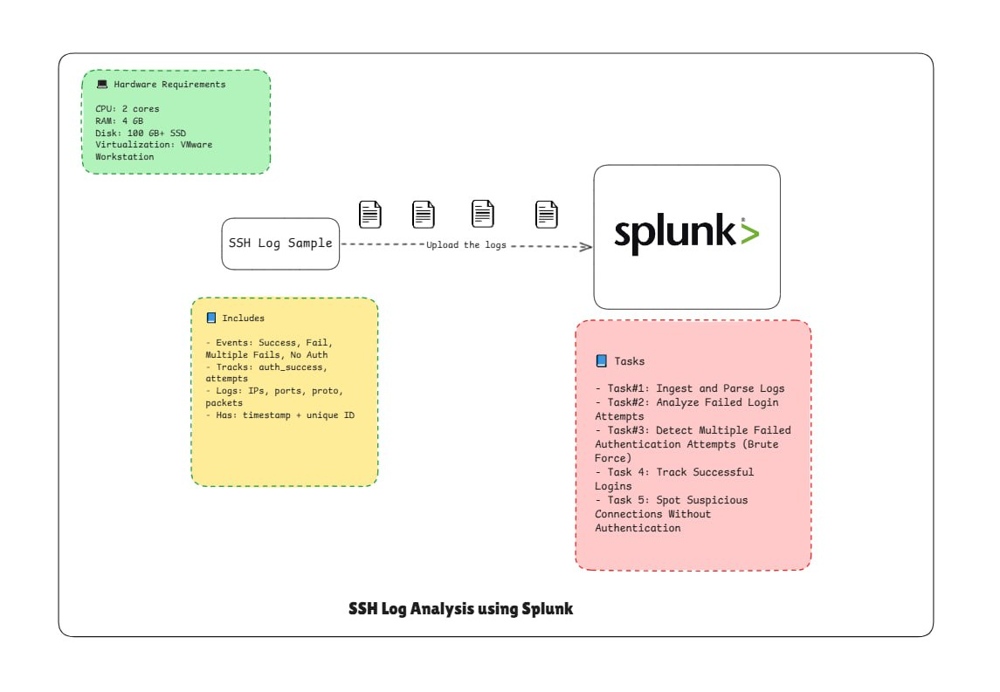 Hardware Requirements
CPU: 2 cores
RAM: 4 GB
Disk: 100 GB+ SSD
Virtualization: VMware
Workstation
SSH Log Sample
Upload the logs
splunk>
Includes
- Events: Success, Fail,
Multiple Fails, No Auth
- Tracks: auth_success,
attempts
- Logs: IPs, ports, proto,
packets
- Has: timestamp + unique ID
Tasks
- Task#1: Ingest and Parse Logs
- Task#2: Analyze Failed Login
Attempts
- Task#3: Detect Multiple Failed
Authentication Attempts (Brute
Force)
- Task 4: Track Successful
Logins
- Task 5: Spot Suspicious
Connections Without
Authentication
SSH Log Analysis using Splunk